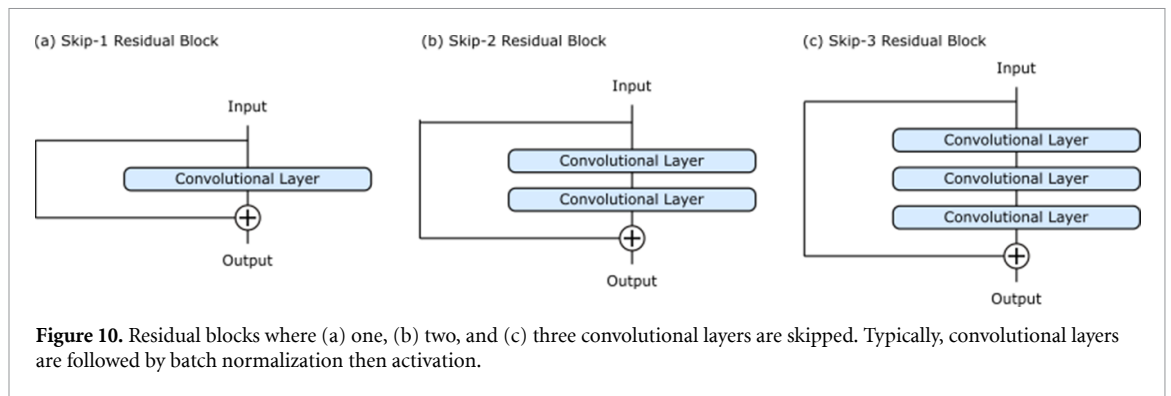 (a) Skip-1 Residual Block
Input
Convolutional Layer
Output
(b) Skip-2 Residual Block
Input
Convolutional Layer
Convolutional Layer
Output
(c) Skip-3 Residual Block
Input
Convolutional Layer
Convolutional Layer
Convolutional Layer
Output
Figure 10. Residual blocks where (a) one, (b) two, and (c) three convolutional layers are skipped. Typically, convolutional layers
are followed by batch normalization then activation.